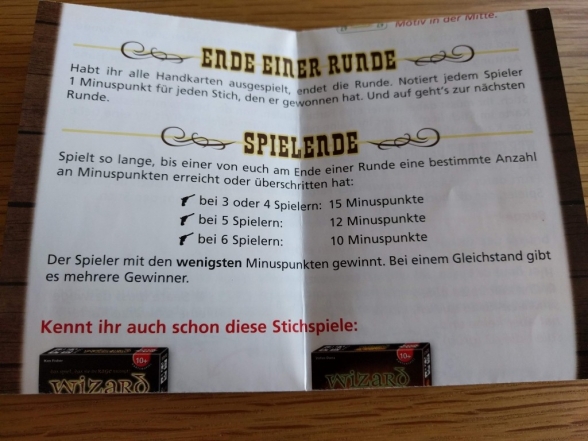 Motiv in der Mitte.
ENDE EINER RUNDE
Habt ihr alle Handkarten ausgespielt, endet die Runde. Notiert jedem Spieler
1 Minuspunkt für jeden Stich, den er gewonnen hat. Und auf geht's zur nächsten
Runde.
SPIELENDE
Spielt so lange, bis einer von euch am Ende einer Runde eine bestimmte Anzahl
an Minuspunkten erreicht oder überschritten hat:
bei 3 oder 4 Spielern: 15 Minuspunkte
bei 5 Spielern: 12 Minuspunkte
bei 6 Spielern: 10 Minuspunkte
Der Spieler mit den wenigsten Minuspunkten gewinnt. Bei einem Gleichstand gibt
es mehrere Gewinner.
Kennt ihr auch schon diese Stichspiele:
10+
WIZARD
10+
WIZARD